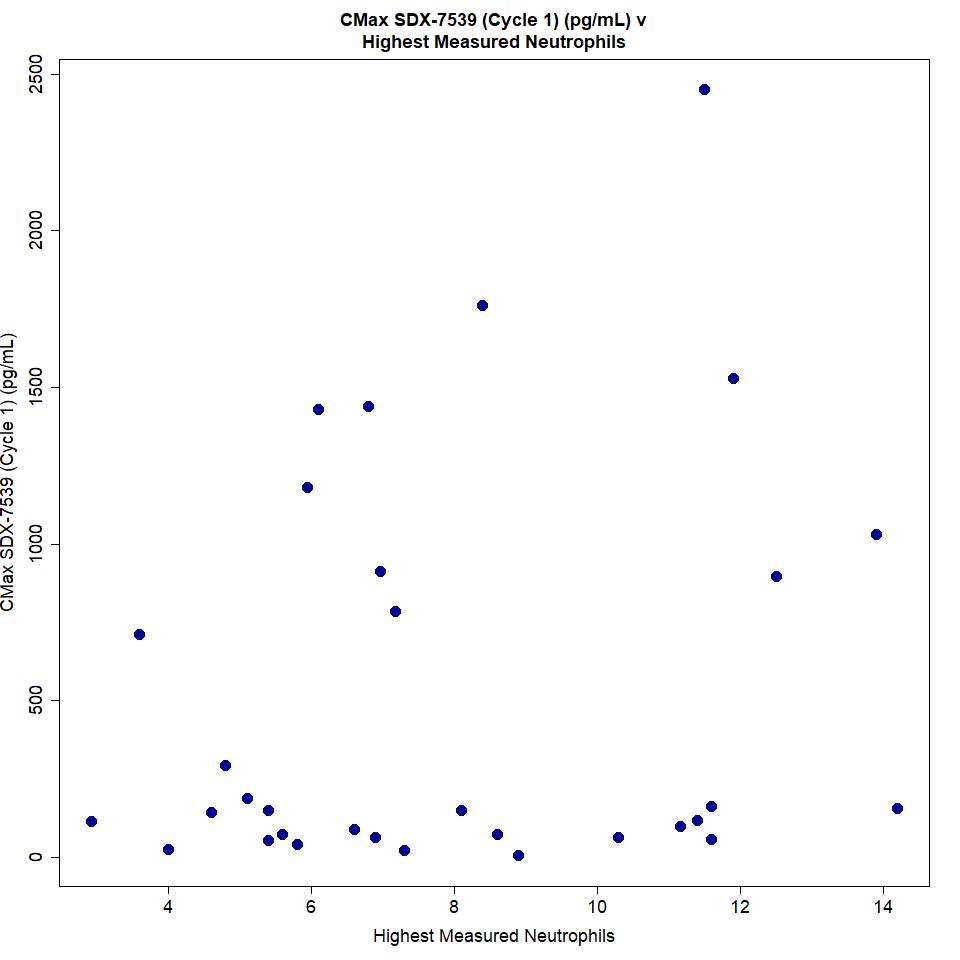 CMax SDX-7539 (Cycle 1) (pg/mL) v
Highest Measured Neutrophils
2500
2000
1500
1000
500
0
CMax SDX-7539 (Cycle 1) (pg/mL)
4 6 8 10 12 14
Highest Measured Neutrophils